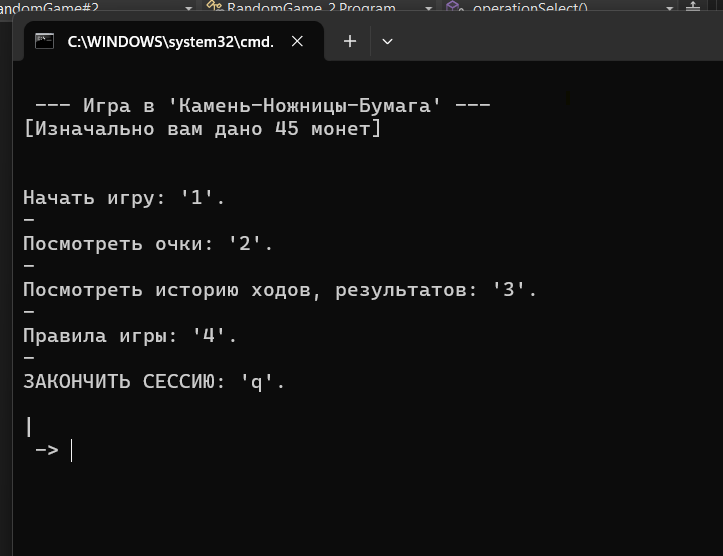 andomGame#2
RandomGame_2.Program
operationSelect()
C:\WINDOWS\system32\cmd.
--- Игра в 'Камень-Ножницы-Бумага' ---
[Изначально вам дано 45 монет]
Начать игру: '1'.
-
Посмотреть очки: '2'.
-
Посмотреть историю ходов, результатов: '3'.
-
Правила игры: '4'.
-
ЗАКОНЧИТЬ СЕССИЮ: 'q'.
|
->